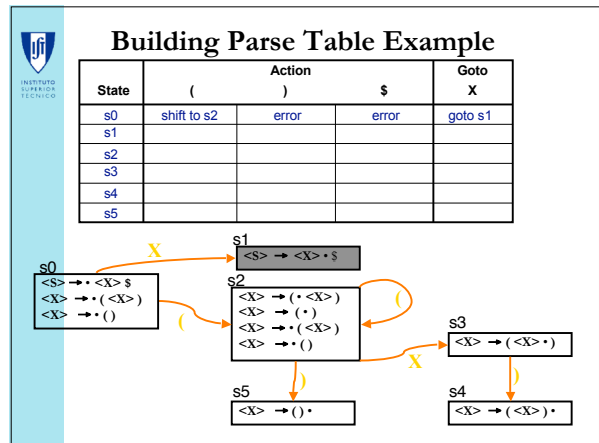 Building Parse Table Example
INSTITUTO
SUPERIOR
TECNICO
Action Goto
State ( ) $ X
s0 shift to s2 error error goto s1
s1
s2
s3
s4
s5
s1
X
<S> → <X> • $
s0
<S> → • <X> $
<X> → • ( <X> )
<X> → • ( )
(
s2
<X> → ( • <X> )
<X> → ( • )
<X> → • ( <X> )
<X> → • ( )
(
s3
<X> → ( <X> • )
X
)
)
s5
<X> → ( ) •
s4
<X> → ( <X> ) •